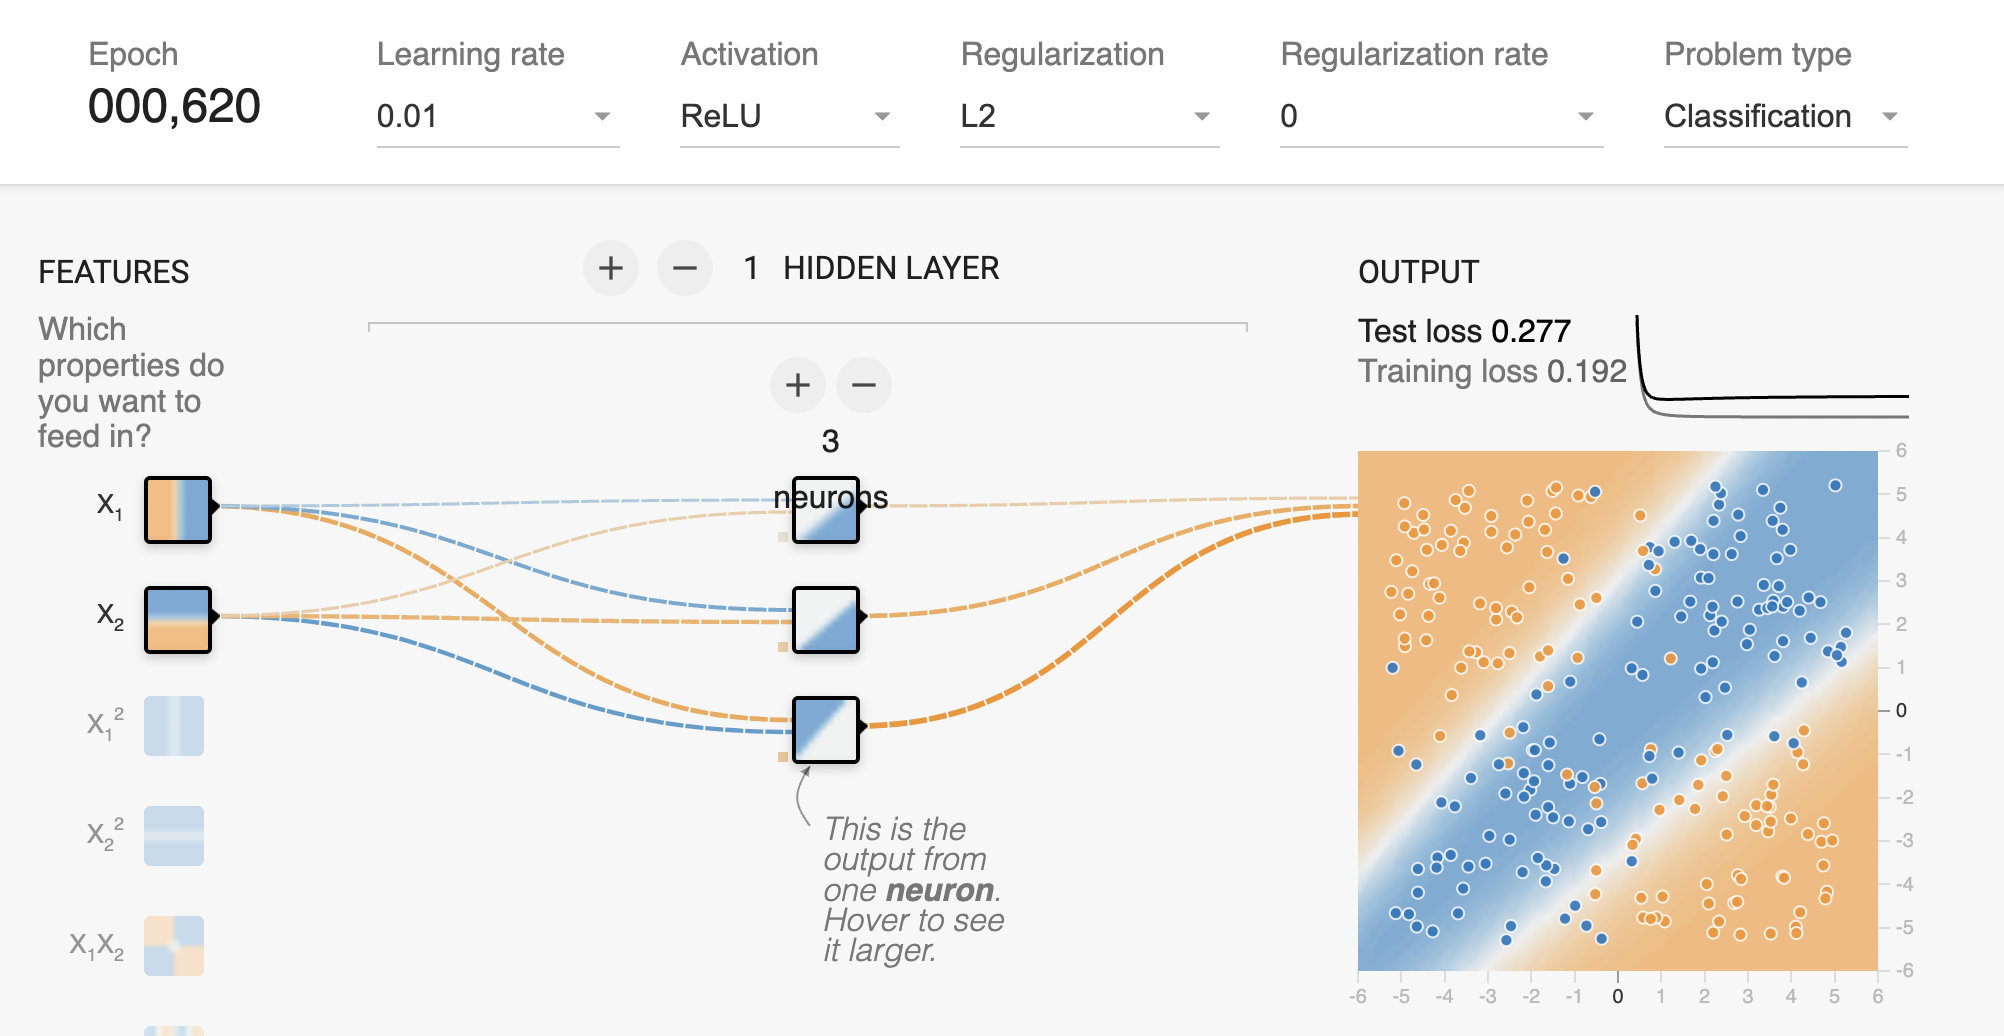 Epoch
000,620
Learning rate
0.01
Activation
ReLU
Regularization
L2
Regularization rate
0
Problem type
Classification
FEATURES
Which
properties do
you want to
feed in?
X₁
X₂
X₁²
X₂²
X₁X₂
+ − 1 HIDDEN LAYER
+ −
3
neurons
This is the
output from
one neuron.
Hover to see
it larger.
OUTPUT
Test loss 0.277
Training loss 0.192
6
5
4
3
2
1
0
-1
-2
-3
-4
-5
-6
-6 -5 -4 -3 -2 -1 0 1 2 3 4 5 6